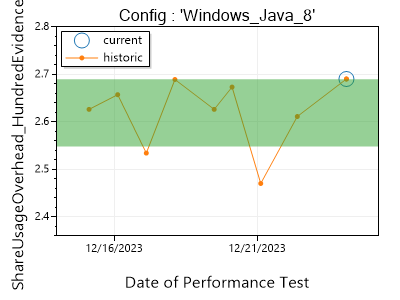 Config : 'Windows_Java_8'
ShareUsageOverhead_HundredEvidence
2.8
2.7
2.6
2.5
2.4
current
historic
12/16/2023
12/21/2023
Date of Performance Test